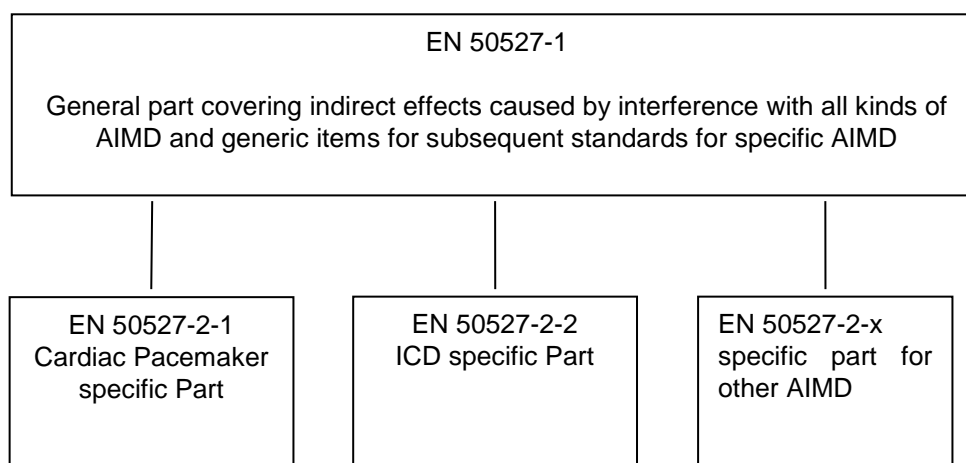 EN 50527-1
General part covering indirect effects caused by interference with all kinds of
AIMD and generic items for subsequent standards for specific AIMD
EN 50527-2-1
Cardiac Pacemaker
specific Part
EN 50527-2-2
ICD specific Part
EN 50527-2-x
specific part for
other AIMD